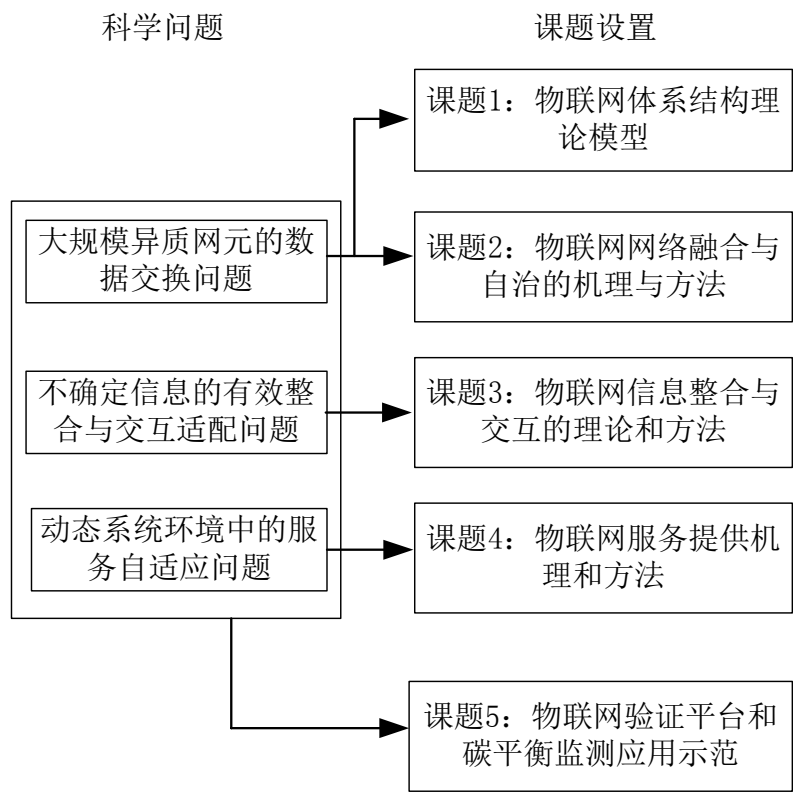 科学问题
课题设置
课题1：物联网体系结构理
论模型
大规模异质网元的数
据交换问题
课题2：物联网网络融合与
自治的机理与方法
不确定信息的有效整
合与交互适配问题
课题3：物联网信息整合与
交互的理论和方法
动态系统环境中的服
务自适应问题
课题4：物联网服务提供机
理和方法
课题5：物联网验证平台和
碳平衡监测应用示范